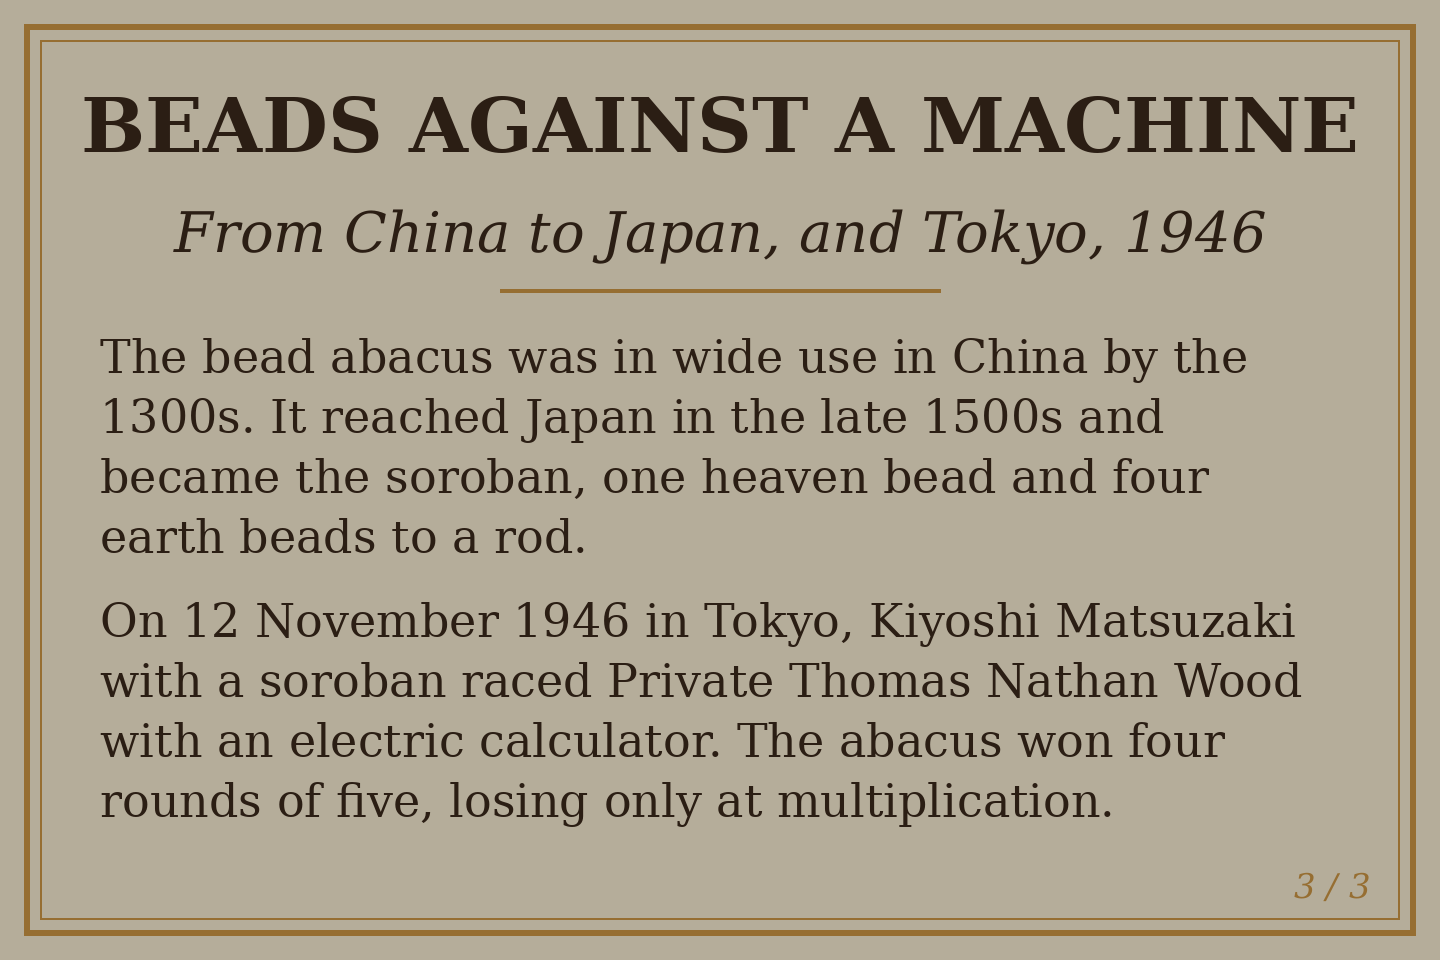 BEADS AGAINST A MACHINE
From China to Japan, and Tokyo, 1946
The bead abacus was in wide use in China by the
1300s. It reached Japan in the late 1500s and
became the soroban, one heaven bead and four
earth beads to a rod.
On 12 November 1946 in Tokyo, Kiyoshi Matsuzaki
with a soroban raced Private Thomas Nathan Wood
with an electric calculator. The abacus won four
rounds of five, losing only at multiplication.
3 / 3